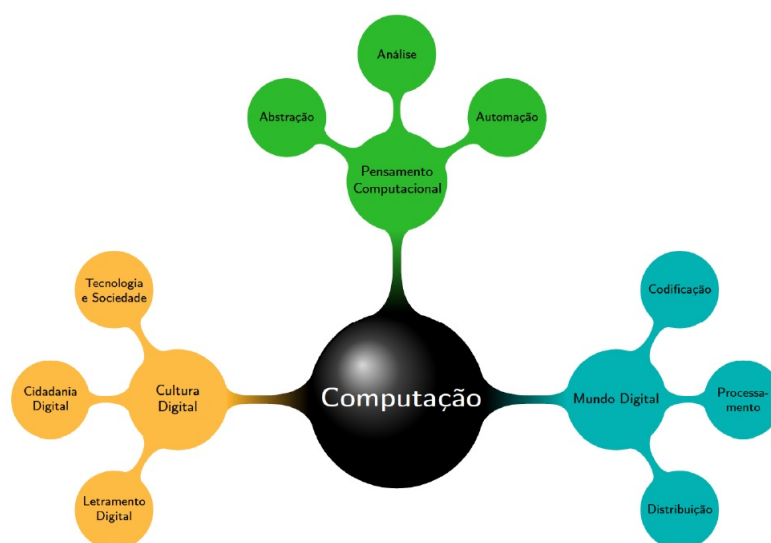 Análise
Abstração
Automação
Pensamento
Computacional
Tecnologia
e Sociedade
Codificação
Cidadania
Digital
Cultura
Digital
Computação
Mundo Digital
Processa-
mento
Letramento
Digital
Distribuição